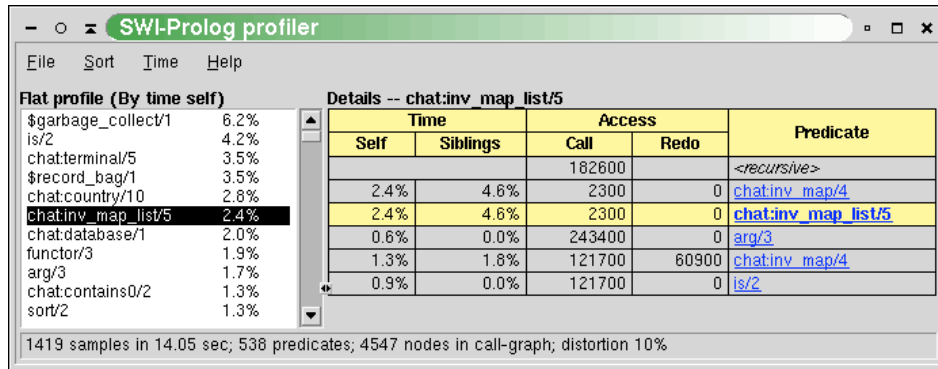 SWI-Prolog profiler
File Sort Time Help
Flat profile (By time self)
$garbage_collect/1 6.2%
is/2 4.2%
chat:terminal/5 3.5%
$record_bag/1 3.5%
chat:country/10 2.8%
chat:inv_map_list/5 2.4%
chat:database/1 2.0%
functor/3 1.9%
arg/3 1.7%
chat:contains0/2 1.3%
sort/2 1.3%
Details -- chat:inv_map_list/5
Time Access Predicate
Self Siblings Call Redo
182600 <recursive>
2.4% 4.6% 2300 0 chat:inv_map/4
2.4% 4.6% 2300 0 chat:inv_map_list/5
0.6% 0.0% 243400 0 arg/3
1.3% 1.8% 121700 60900 chat:inv_map/4
0.9% 0.0% 121700 0 is/2
1419 samples in 14.05 sec; 538 predicates; 4547 nodes in call-graph; distortion 10%